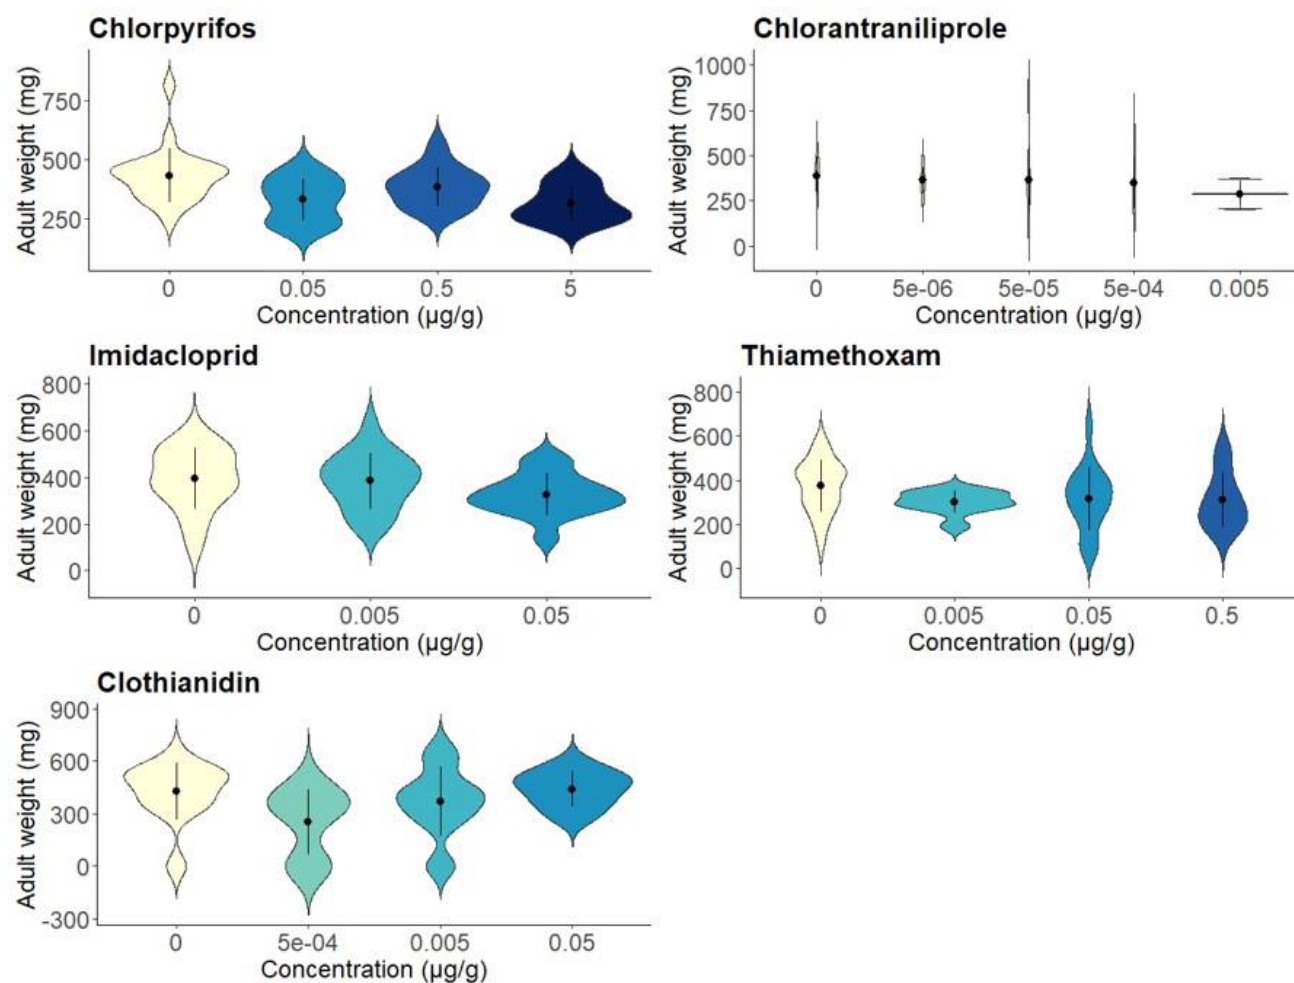 Chlorpyrifos
Adult weight (mg)
750
500
250
0 0.05 0.5 5
Concentration (µg/g)
Chlorantraniliprole
Adult weight (mg)
1000
750
500
250
0
0 5e-06 5e-05 5e-04 0.005
Concentration (µg/g)
Imidacloprid
Adult weight (mg)
800
600
400
200
0
0 0.005 0.05
Concentration (µg/g)
Thiamethoxam
Adult weight (mg)
800
600
400
200
0
0 0.005 0.05 0.5
Concentration (µg/g)
Clothianidin
Adult weight (mg)
900
600
300
0
-300
0 5e-04 0.005 0.05
Concentration (µg/g)